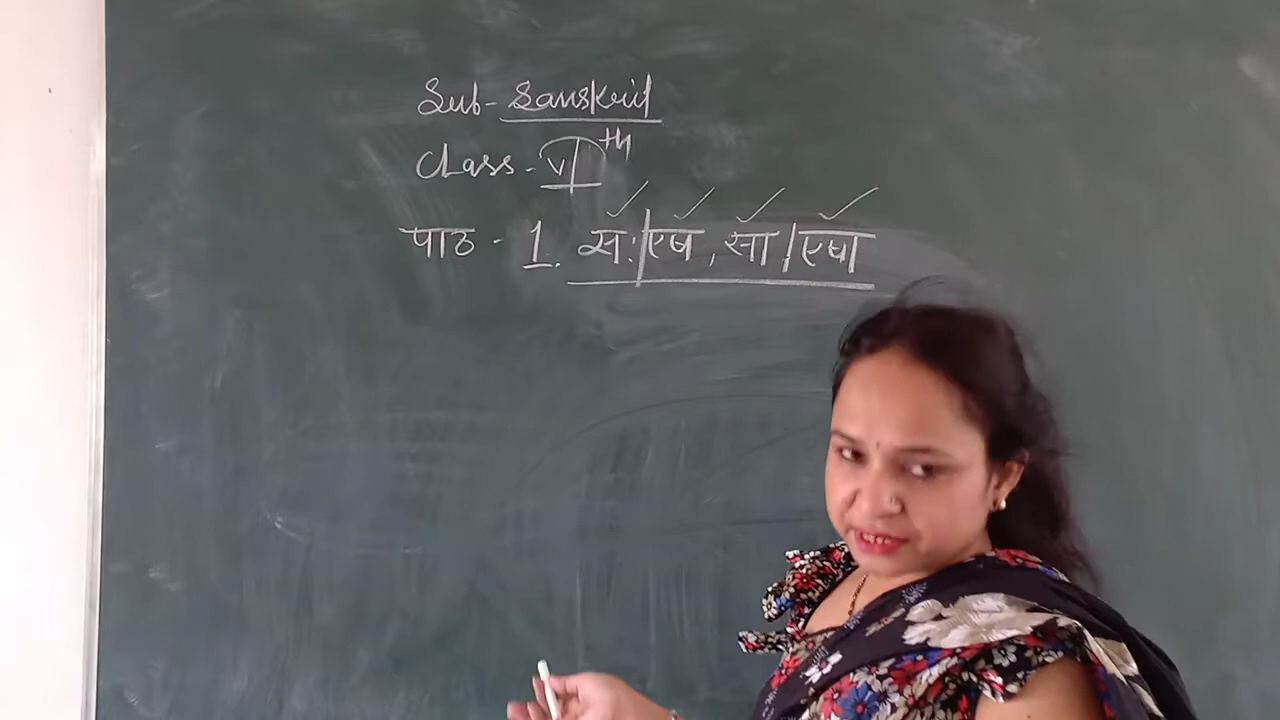 Sub- Sanskrit
Class - VIth
पाठ - 1. सः|एष, सा|एषा